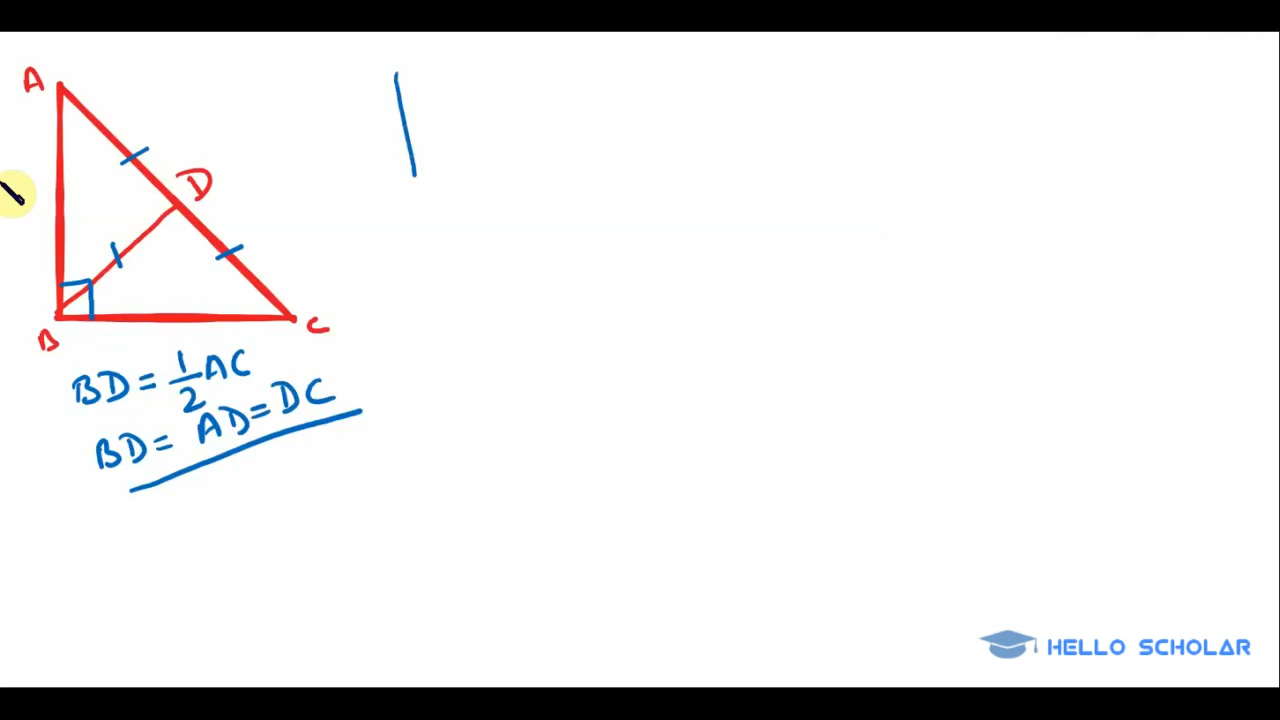 A
D
B
C
BD = 1/2 AC
BD = AD = DC
HELLO SCHOLAR